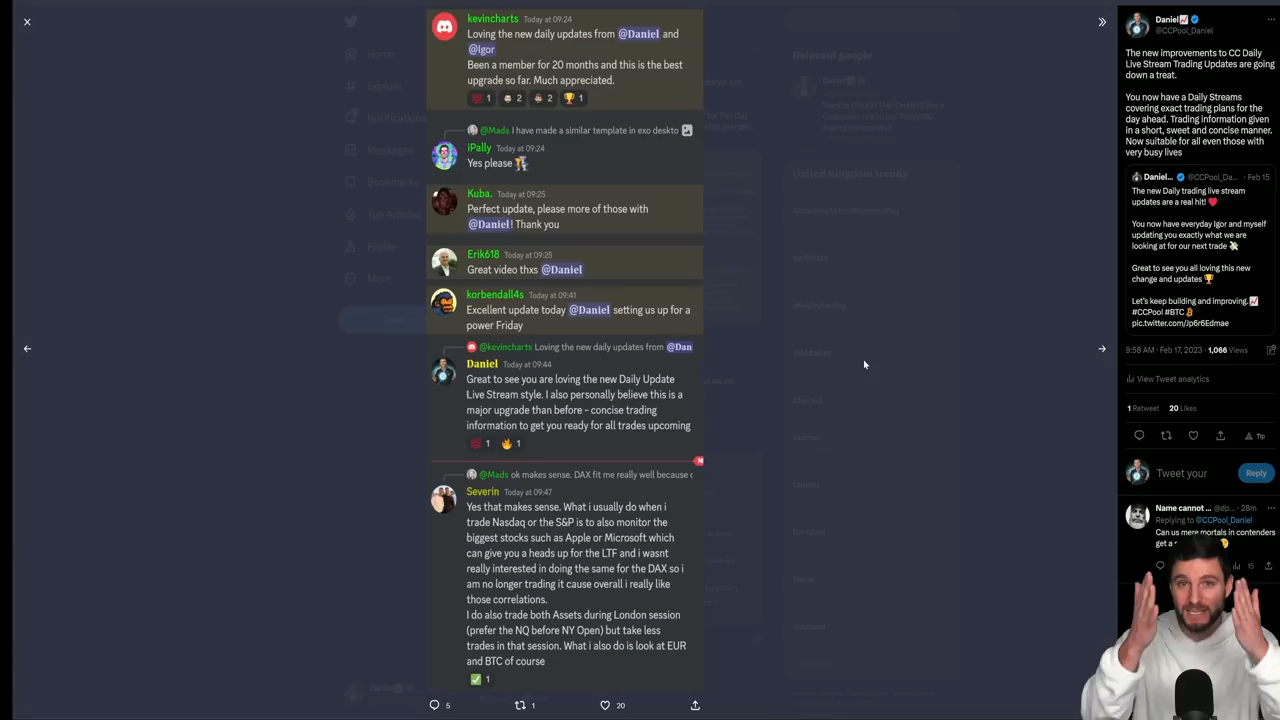 kevincharts Today at 09:24
Loving the new daily updates from @Daniel and
@Igor
Been a member for 20 months and this is the best
upgrade so far. Much appreciated.
1 2 2 1
@Mads I have made a similar template in exo deskto
iPally Today at 09:24
Yes please
Kuba. Today at 09:25
Perfect update, please more of those with
@Daniel! Thank you
Erik618 Today at 09:25
Great video thxs @Daniel
korbendall4s Today at 09:41
Excellent update today @Daniel setting us up for a
power Friday
@kevincharts Loving the new daily updates from @Dan
Daniel Today at 09:44
Great to see you are loving the new Daily Update
Live Stream style. I also personally believe this is a
major upgrade than before - concise trading
information to get you ready for all trades upcoming
1 1
@Mads ok makes sense. DAX fit me really well because c
Severin Today at 09:47
Yes that makes sense. What i usually do when i
trade Nasdaq or the S&P is to also monitor the
biggest stocks such as Apple or Microsoft which
can give you a heads up for the LTF and i wasnt
really interested in doing the same for the DAX so i
am no longer trading it cause overall i really like
those correlations.
I do also trade both Assets during London session
(prefer the NQ before NY Open) but take less
trades in that session. What i also do is look at EUR
and BTC of course
1
5 1 20
Home
Explore
Notifications
Messages
Bookmarks
Top Articles
Profile
More
Relevant people
United Kingdom trends
Daniel
@CCPool_Daniel
The new improvements to CC Daily
Live Stream Trading Updates are going
down a treat.
You now have a Daily Streams
covering exact trading plans for the
day ahead. Trading information given
in a short, sweet and concise manner.
Now suitable for all even those with
very busy lives
Daniel... @CCPool_Da... · Feb 15
The new Daily trading live stream
updates are a real hit!
You now have everyday Igor and myself
updating you exactly what we are
looking at for our next trade
Great to see you all loving this new
change and updates
Let's keep building and improving.
#CCPool #BTC
pic.twitter.com/Jp6r6Edmae
9:58 AM · Feb 17, 2023 · 1,066 Views
View Tweet analytics
1 Retweet 20 Likes
Tip
Tweet your
Reply
Name cannot ... @dp... · 28m
Replying to @CCPool_Daniel
Can us mere mortals in contenders
get a
15